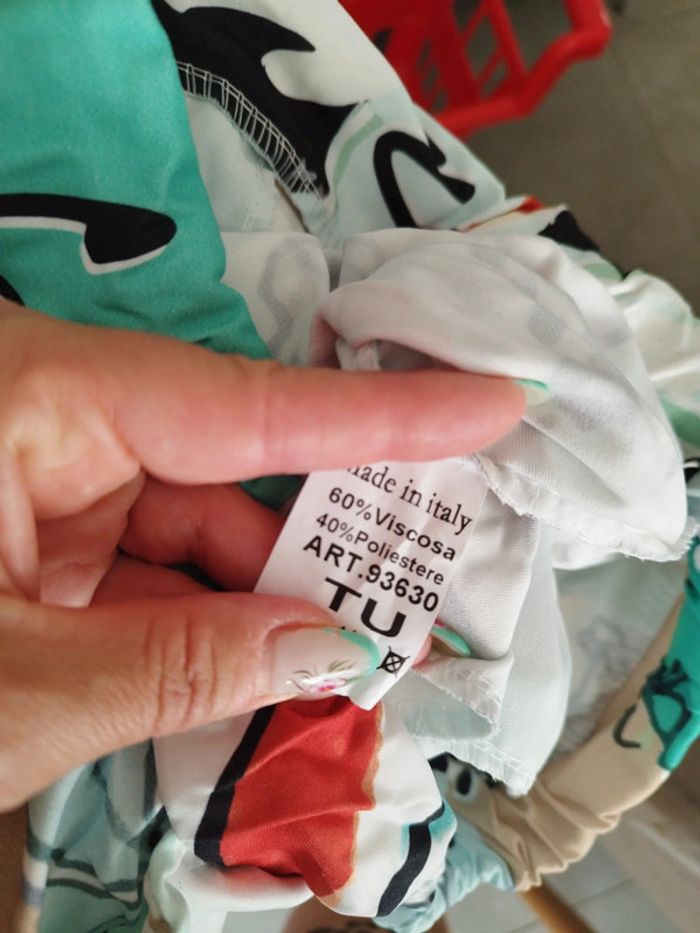 made in italy
60%Viscosa
40%Poliestere
ART.93630
TU